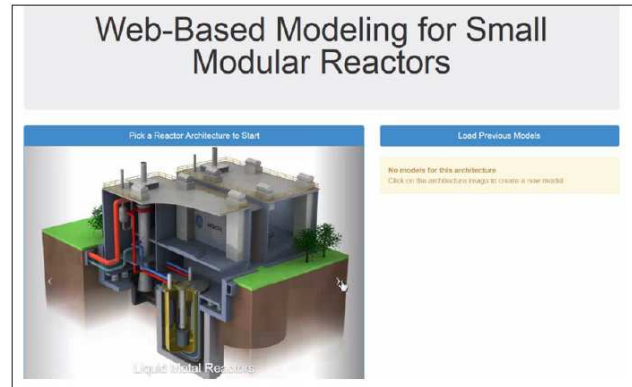 Web-Based Modeling for Small
Modular Reactors
Pick a Reactor Architecture to Start
Load Previous Models
No models for this architecture
Click on the architecture image to create a new model
Liquid Metal Reactors